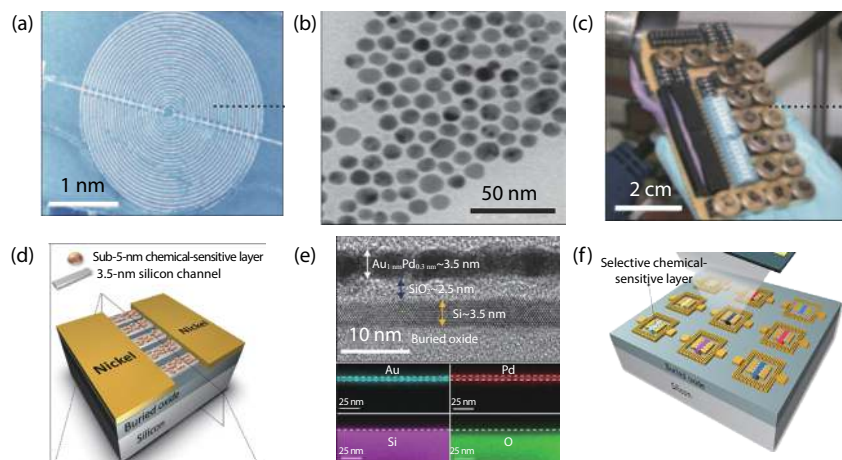 (a)
1 nm
(b)
50 nm
(c)
2 cm
(d)
Sub-5-nm chemical-sensitive layer
3.5-nm silicon channel
Nickel
Nickel
Buried oxide
Silicon
(e)
Au1 nmPd0.3 nm~3.5 nm
SiO2~2.5 nm
Si~3.5 nm
10 nm
Buried oxide
Au
25 nm
Pd
25 nm
25 nm
Si
25 nm
O
(f)
Selective chemical-
sensitive layer
Buried oxide
Silicon